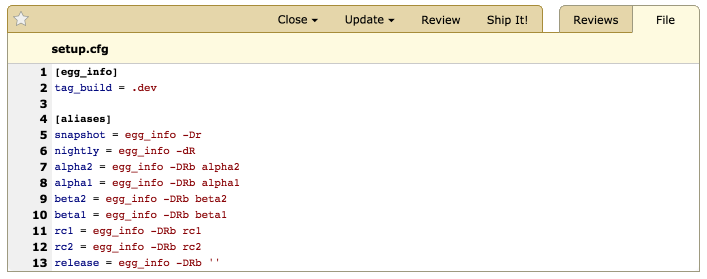 Close Update Review Ship It! Reviews File
setup.cfg
1 [egg_info]
2 tag_build = .dev
3
4 [aliases]
5 snapshot = egg_info -Dr
6 nightly = egg_info -dR
7 alpha2 = egg_info -DRb alpha2
8 alpha1 = egg_info -DRb alpha1
9 beta2 = egg_info -DRb beta2
10 beta1 = egg_info -DRb beta1
11 rc1 = egg_info -DRb rc1
12 rc2 = egg_info -DRb rc2
13 release = egg_info -DRb ''